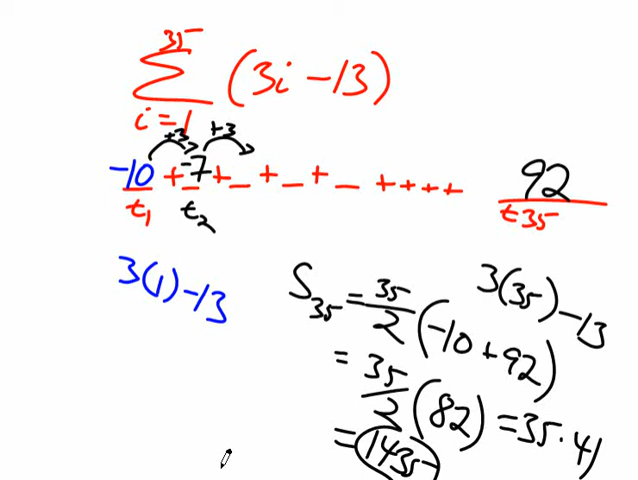 35
Σ (3i - 13)
i = 1
+3 +3
-10 + -7 + _ + _ + _ + + + + 92
t1 t2 t35
3(1) - 13
3(35) - 13
S35 = 35/2 (-10 + 92)
= 35/2 (82) = 35 · 41
= 1435